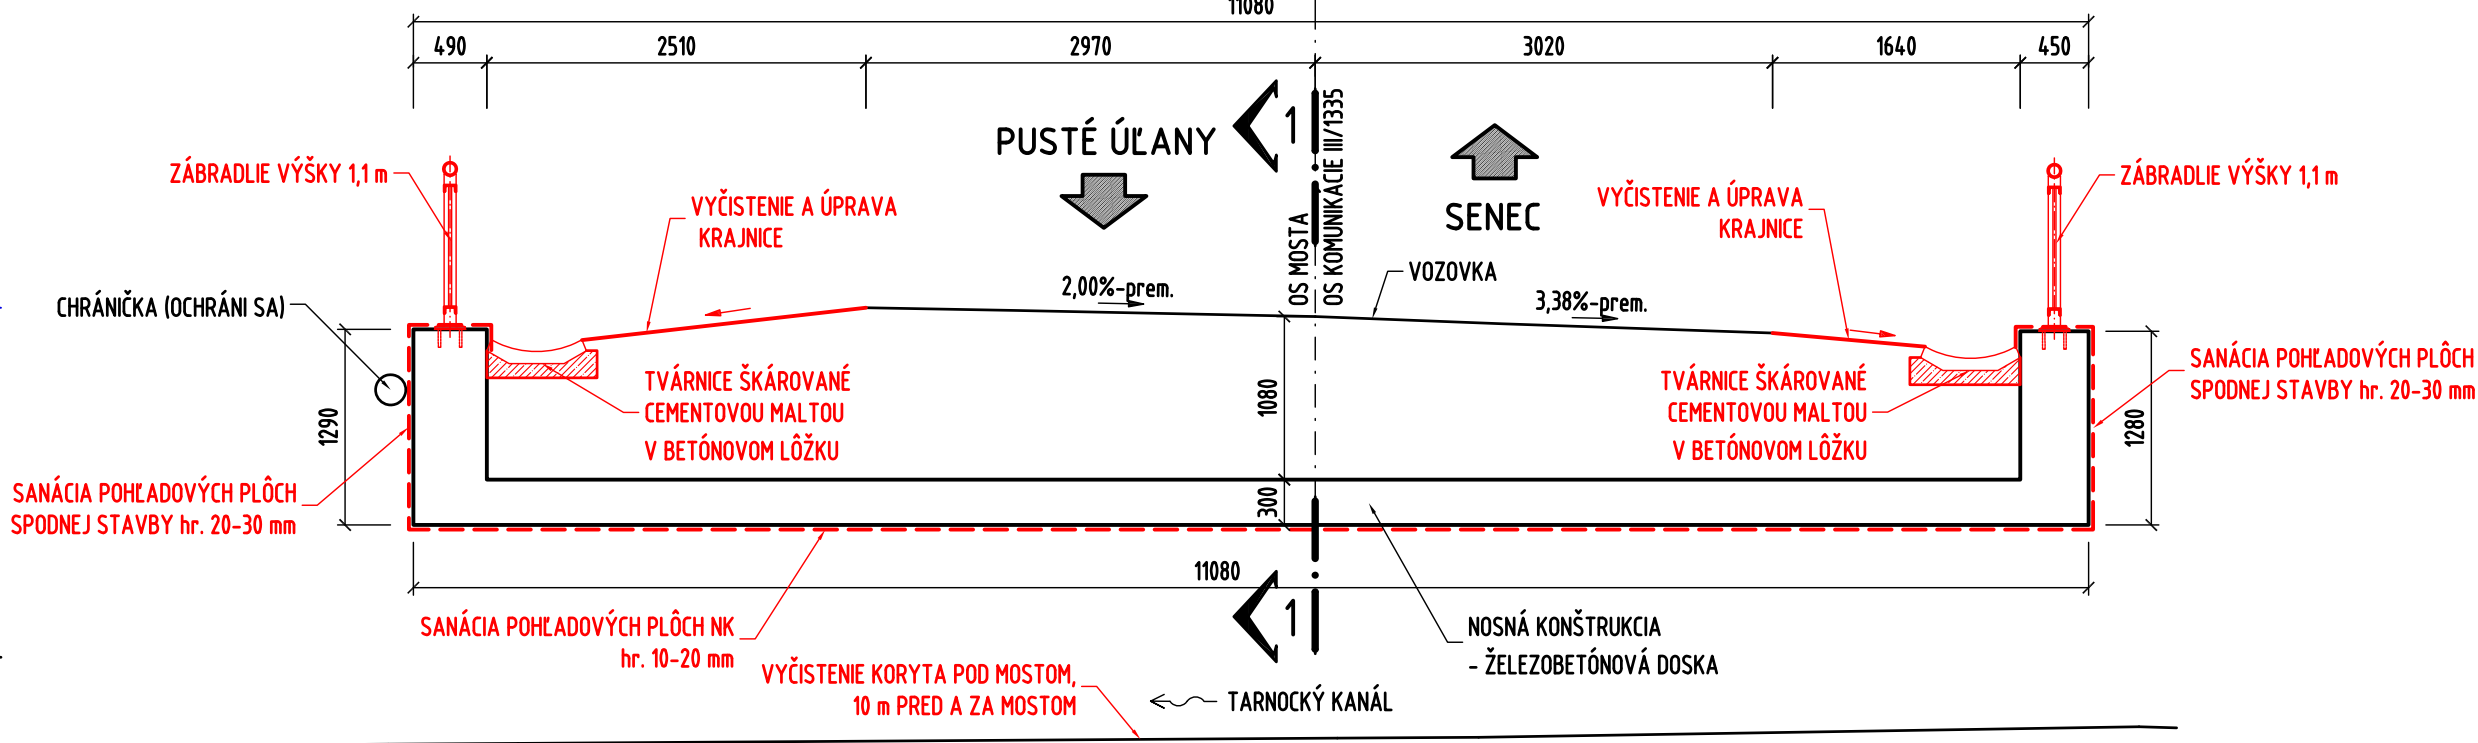 11080
490
2510
2970
3020
1640
450
PUSTÉ ÚĽANY
1
OS MOSTA
OS KOMUNIKÁCIE III/1335
SENEC
ZÁBRADLIE VÝŠKY 1,1 m
VYČISTENIE A ÚPRAVA
KRAJNICE
VYČISTENIE A ÚPRAVA
KRAJNICE
ZÁBRADLIE VÝŠKY 1,1 m
CHRÁNIČKA (OCHRÁNI SA)
2,00%-prem.
VOZOVKA
3,38%-prem.
TVÁRNICE ŠKÁROVANÉ
CEMENTOVOU MALTOU
V BETÓNOVOM LÔŽKU
TVÁRNICE ŠKÁROVANÉ
CEMENTOVOU MALTOU
V BETÓNOVOM LÔŽKU
SANÁCIA POHĽADOVÝCH PLÔCH
SPODNEJ STAVBY hr. 20-30 mm
1290
1080
300
1280
SANÁCIA POHĽADOVÝCH PLÔCH
SPODNEJ STAVBY hr. 20-30 mm
11080
1
SANÁCIA POHĽADOVÝCH PLÔCH NK
hr. 10-20 mm
NOSNÁ KONŠTRUKCIA
- ŽELEZOBETÓNOVÁ DOSKA
VYČISTENIE KORYTA POD MOSTOM,
10 m PRED A ZA MOSTOM
TARNOCKÝ KANÁL